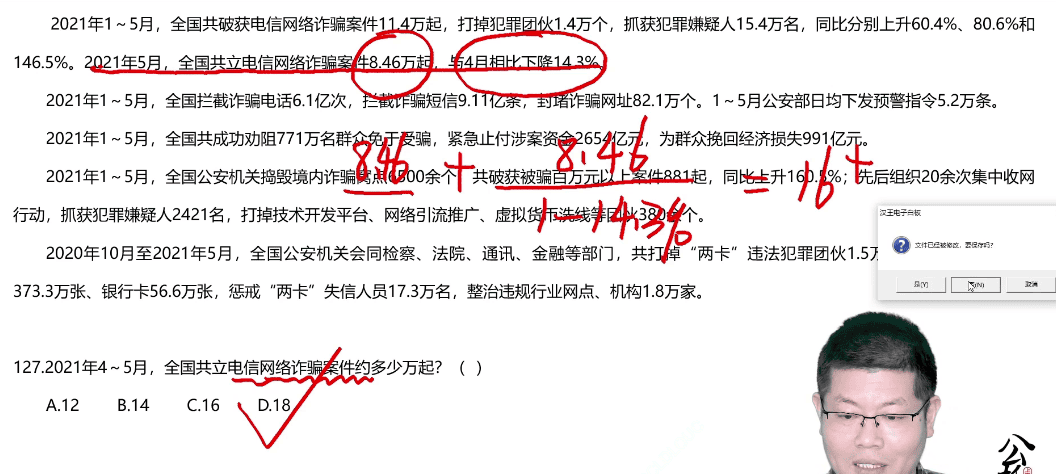 2021年1～5月，全国共破获电信网络诈骗案件11.4万起，打掉犯罪团伙1.4万个，抓获犯罪嫌疑人15.4万名，同比分别上升60.4%、80.6%和
146.5%。2021年5月，全国共立电信网络诈骗案件8.46万起，与4月相比下降14.3%。
2021年1～5月，全国拦截诈骗电话6.1亿次，拦截诈骗短信9.11亿条，封堵诈骗网址82.1万个。1～5月公安部日均下发预警指令5.2万条。
2021年1～5月，全国共成功劝阻771万名群众免于受骗，紧急止付涉案资金2654亿元，为群众挽回经济损失991亿元。
8.46 + 8.46 = 16+
2021年1～5月，全国公安机关捣毁境内诈骗窝点6500余个，共破获被骗百万元以上案件881起，同比上升160.5%；先后组织20余次集中收网
1-14.3%
行动，抓获犯罪嫌疑人2421名，打掉技术开发平台、网络引流推广、虚拟货币洗钱等团伙380余个。
汉王电子白板
文件已经被修改，要保存吗?
是(Y) (N) 取消
2020年10月至2021年5月，全国公安机关会同检察、法院、通讯、金融等部门，共打掉“两卡”违法犯罪团伙1.5万
373.3万张、银行卡56.6万张，惩戒“两卡”失信人员17.3万名，整治违规行业网点、机构1.8万家。
127.2021年4～5月，全国共立电信网络诈骗案件约多少万起？（ ）
A.12 B.14 C.16 D.18
公